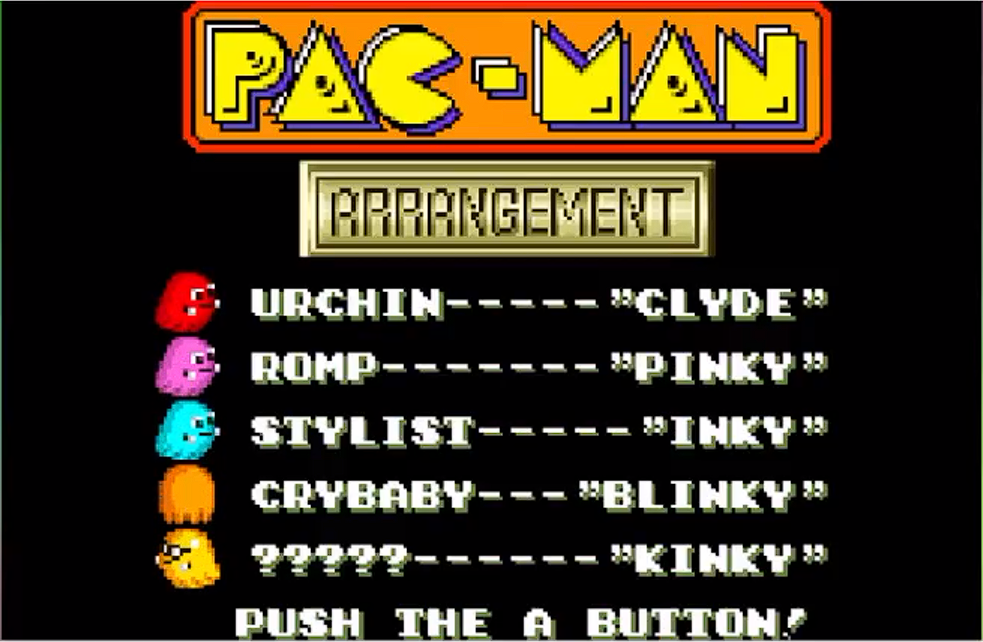 PAC-MAN
ARRANGEMENT
URCHIN-----"CLYDE"
ROMP-------"PINKY"
STYLIST-----"INKY"
CRYBABY---"BLINKY"
?????------"KINKY"
PUSH THE A BUTTON!